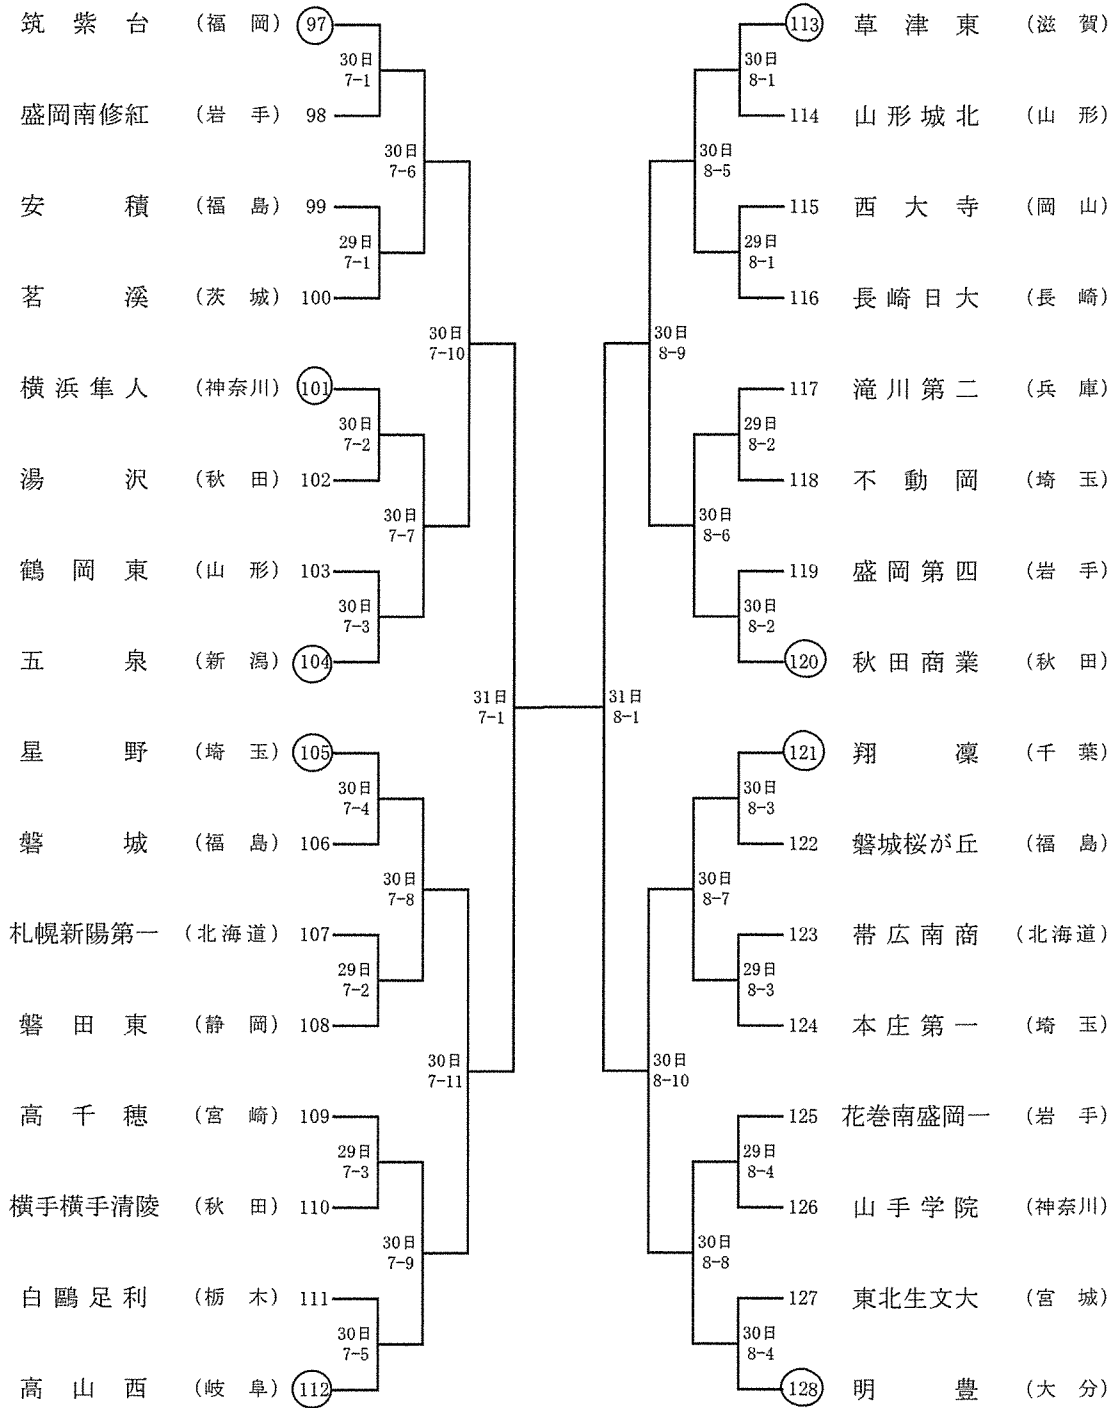 筑紫台 (福岡) 97
30日
7-1
盛岡南修紅 (岩手) 98
30日
7-6
安積 (福島) 99
29日
7-1
茗溪 (茨城) 100
30日
7-10
横浜隼人 (神奈川) 101
30日
7-2
湯沢 (秋田) 102
30日
7-7
鶴岡東 (山形) 103
30日
7-3
五泉 (新潟) 104
31日
7-1
星野 (埼玉) 105
30日
7-4
磐城 (福島) 106
30日
7-8
札幌新陽第一 (北海道) 107
29日
7-2
磐田東 (静岡) 108
30日
7-11
高千穂 (宮崎) 109
29日
7-3
横手横手清陵 (秋田) 110
30日
7-9
白鷗足利 (栃木) 111
30日
7-5
高山西 (岐阜) 112
113 草津東 (滋賀)
30日
8-1
114 山形城北 (山形)
30日
8-5
115 西大寺 (岡山)
29日
8-1
116 長崎日大 (長崎)
30日
8-9
117 滝川第二 (兵庫)
29日
8-2
118 不動岡 (埼玉)
30日
8-6
119 盛岡第四 (岩手)
30日
8-2
120 秋田商業 (秋田)
31日
8-1
121 翔凜 (千葉)
30日
8-3
122 磐城桜が丘 (福島)
30日
8-7
123 帯広南商 (北海道)
29日
8-3
124 本庄第一 (埼玉)
30日
8-10
125 花巻南盛岡一 (岩手)
29日
8-4
126 山手学院 (神奈川)
30日
8-8
127 東北生文大 (宮城)
30日
8-4
128 明豊 (大分)